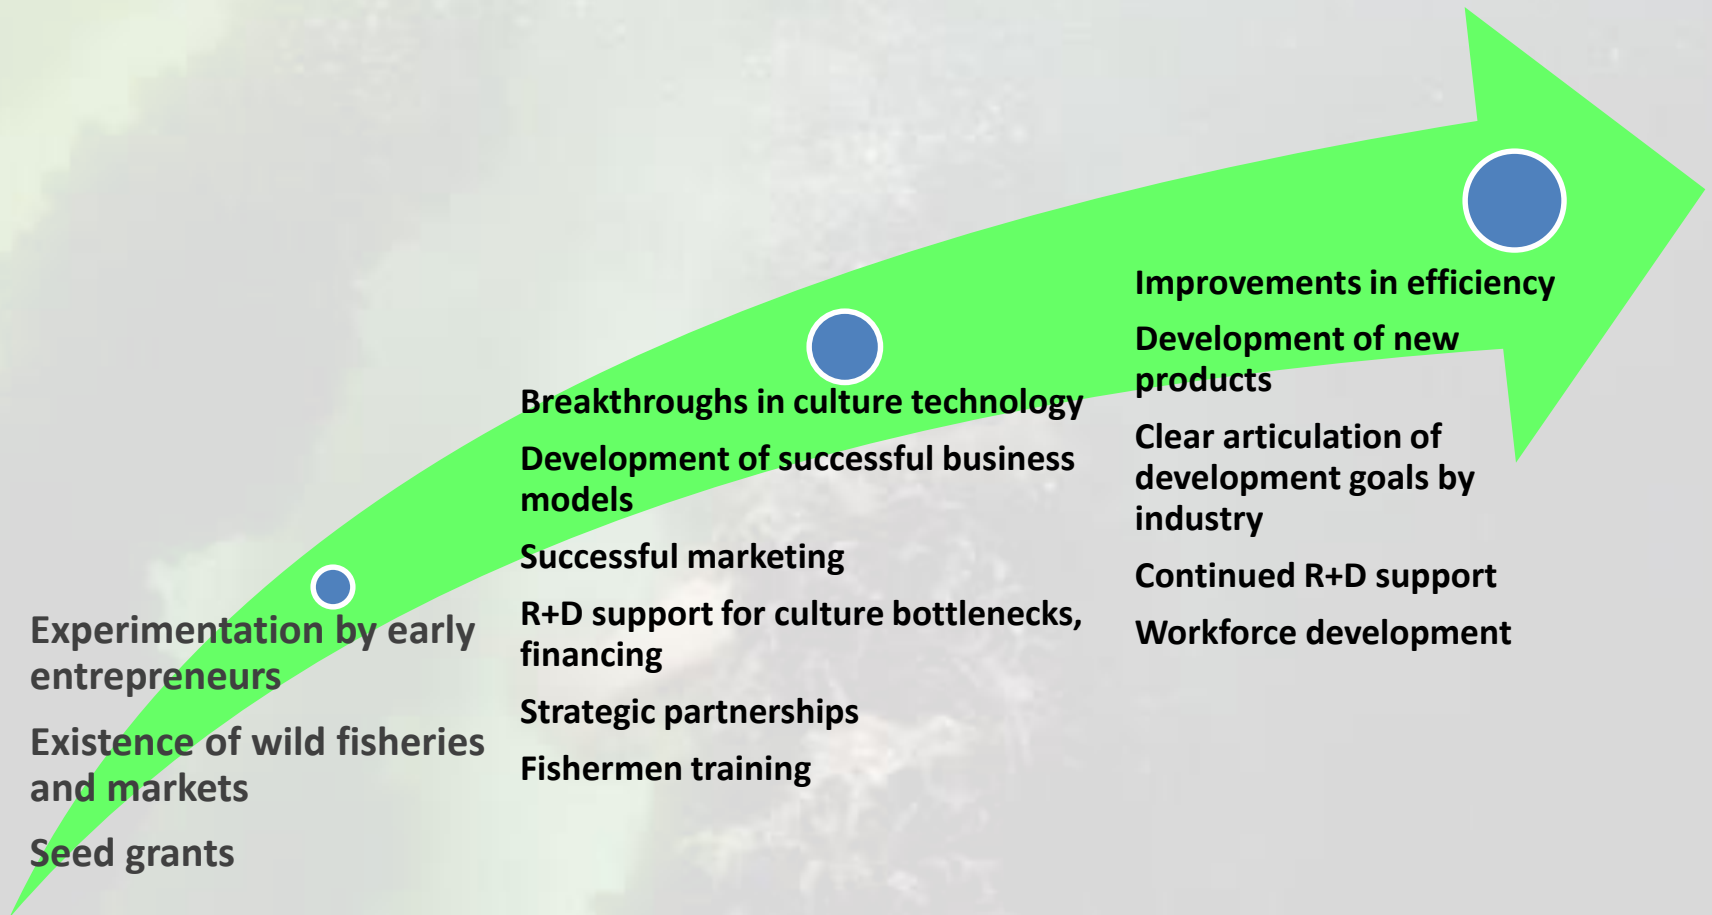 Experimentation by early
entrepreneurs
Existence of wild fisheries
and markets
Seed grants
Breakthroughs in culture technology
Development of successful business
models
Successful marketing
R+D support for culture bottlenecks,
financing
Strategic partnerships
Fishermen training
Improvements in efficiency
Development of new
products
Clear articulation of
development goals by
industry
Continued R+D support
Workforce development